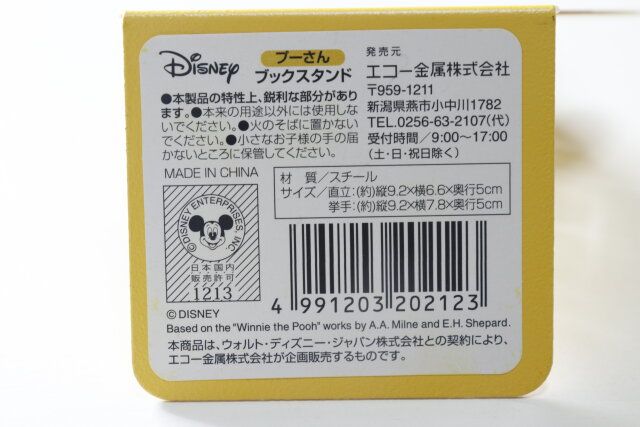 Disney
プーさん
ブックスタンド
●本製品の特性上、鋭利な部分があり
ます。●本来の用途以外には使用しな
いでください。●火のそばに置かない
でください。●小さなお子様の手の届
かないところに保管してください。
発売元
エコー金属株式会社
〒959-1211
新潟県燕市小中川1782
TEL.0256-63-2107(代)
受付時間/9:00〜17:00
(土・日・祝日除く)
MADE IN CHINA
材 質/スチール
サイズ/直立:(約)縦9.2×横6.6×奥行5cm
挙手:(約)縦9.2×横7.8×奥行5cm
© DISNEY ENTERPRISES, INC.
日本国内
販売許可
1213
4 991203 202123
© DISNEY
Based on the "Winnie the Pooh" works by A.A. Milne and E.H. Shepard.
本商品は、ウォルト・ディズニー・ジャパン株式会社との契約により、
エコー金属株式会社が企画販売するものです。